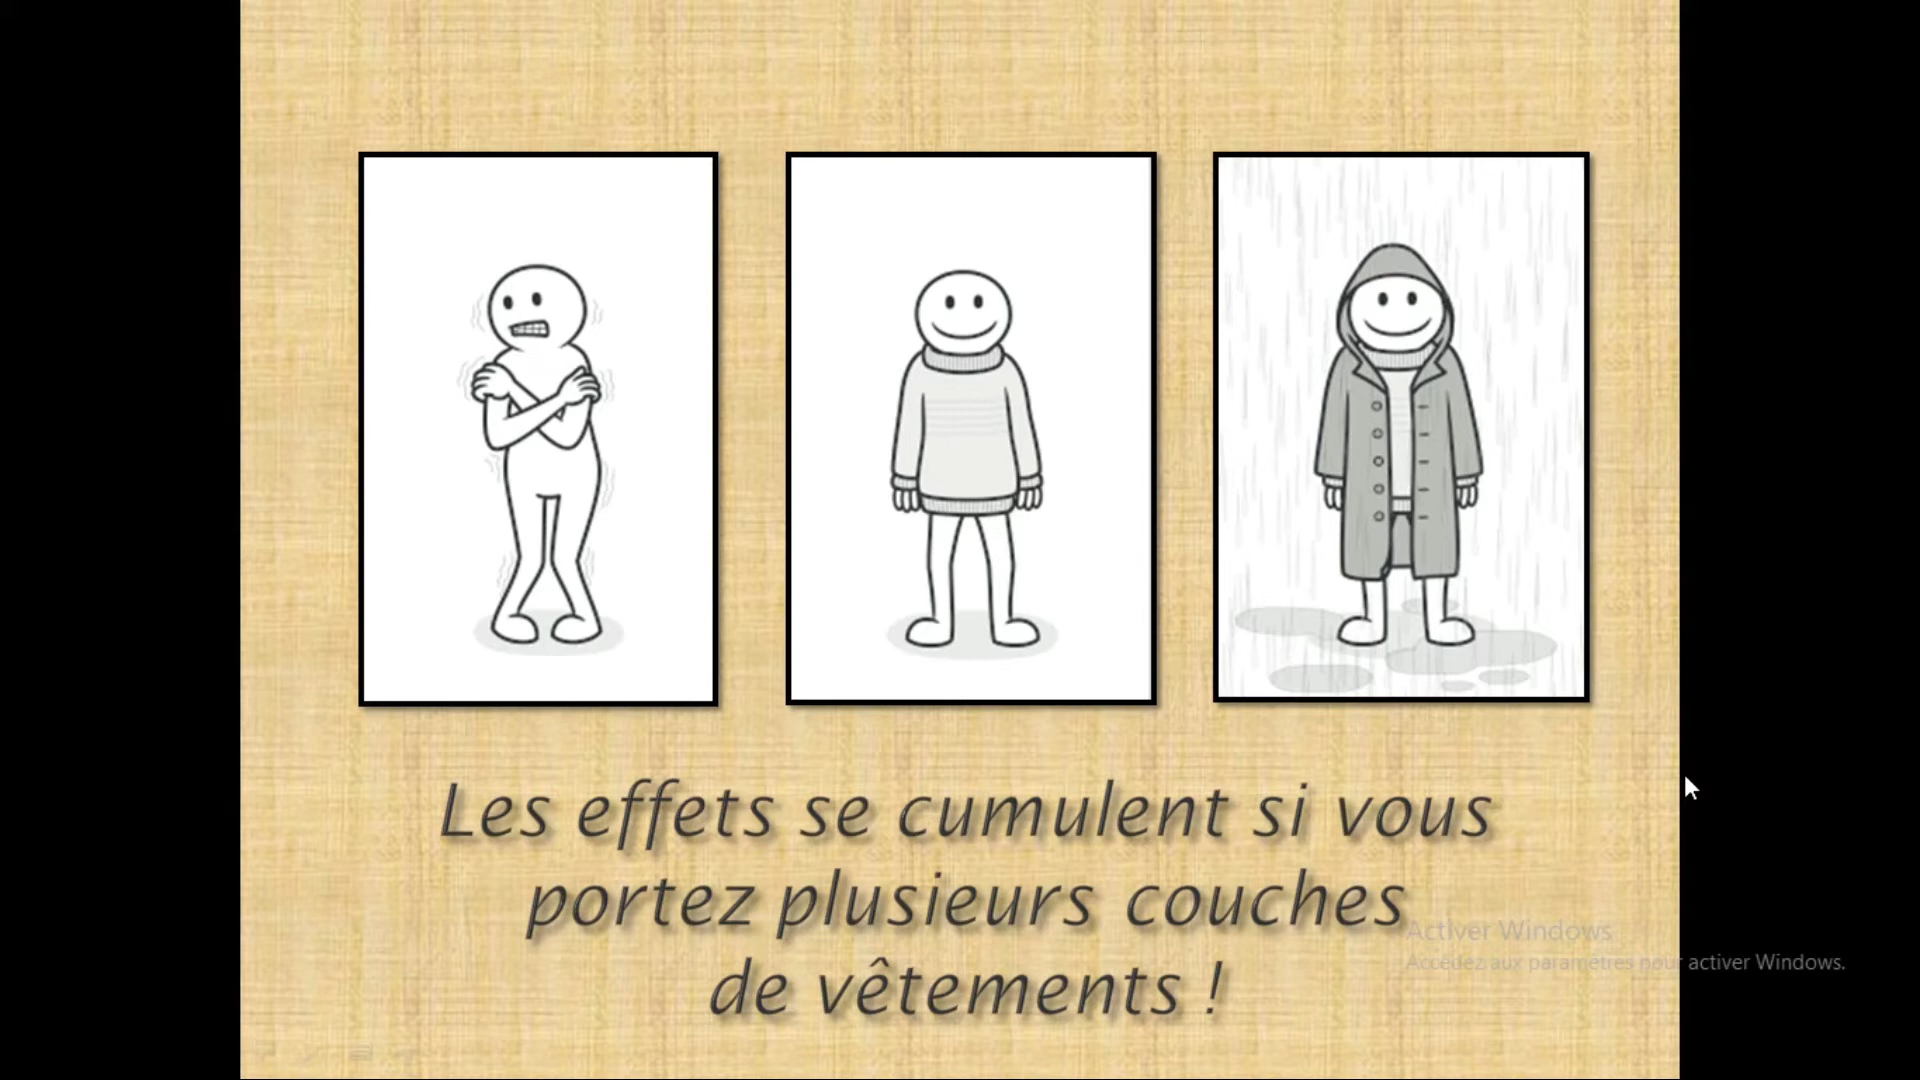 Les effets se cumulent si vous
portez plusieurs couches
de vêtements !
Activer Windows
Accédez aux paramètres pour activer Windows.